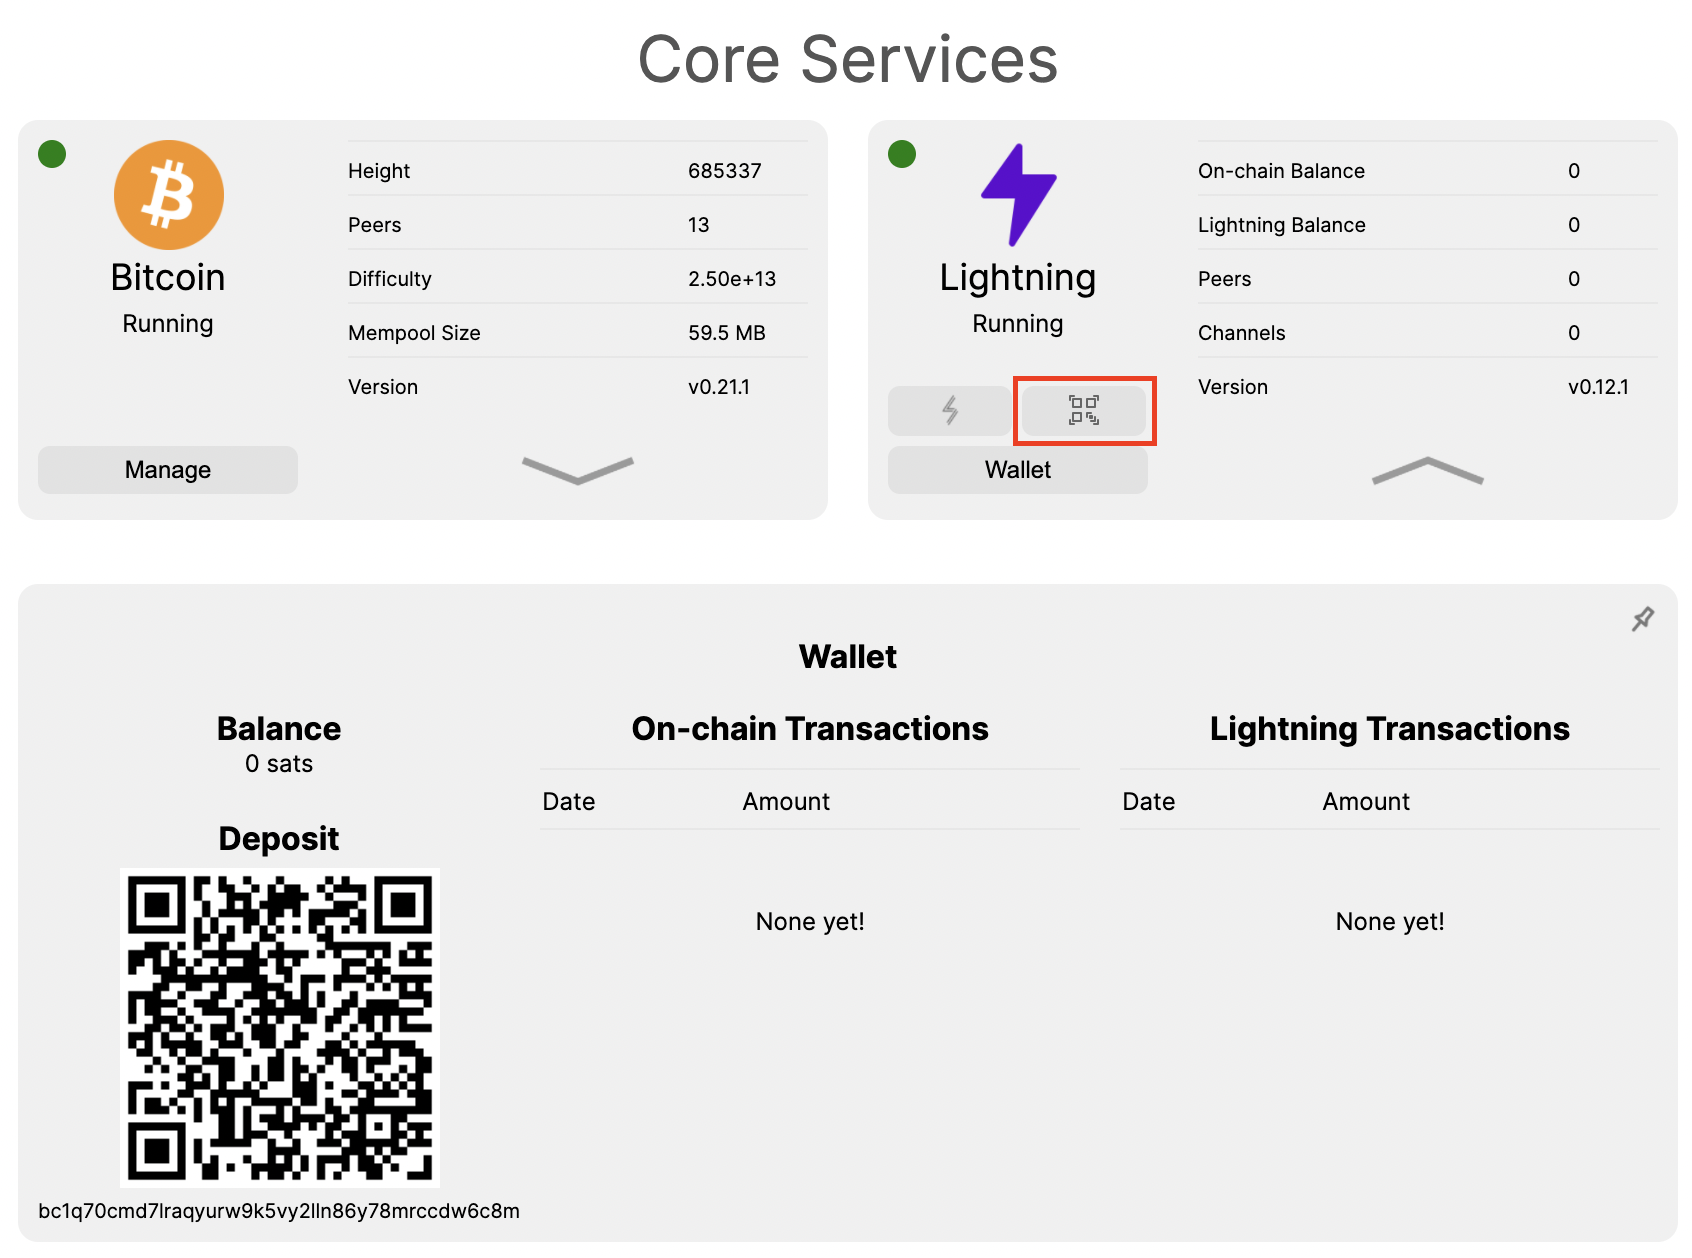 Core Services
Bitcoin
Running
Height 685337
Peers 13
Difficulty 2.50e+13
Mempool Size 59.5 MB
Version v0.21.1
Manage
Lightning
Running
On-chain Balance 0
Lightning Balance 0
Peers 0
Channels 0
Version v0.12.1
Wallet
Wallet
Balance
0 sats
Deposit
bc1q70cmd7lraqyurw9k5vy2lln86y78mrccdw6c8m
On-chain Transactions
Date Amount
None yet!
Lightning Transactions
Date Amount
None yet!